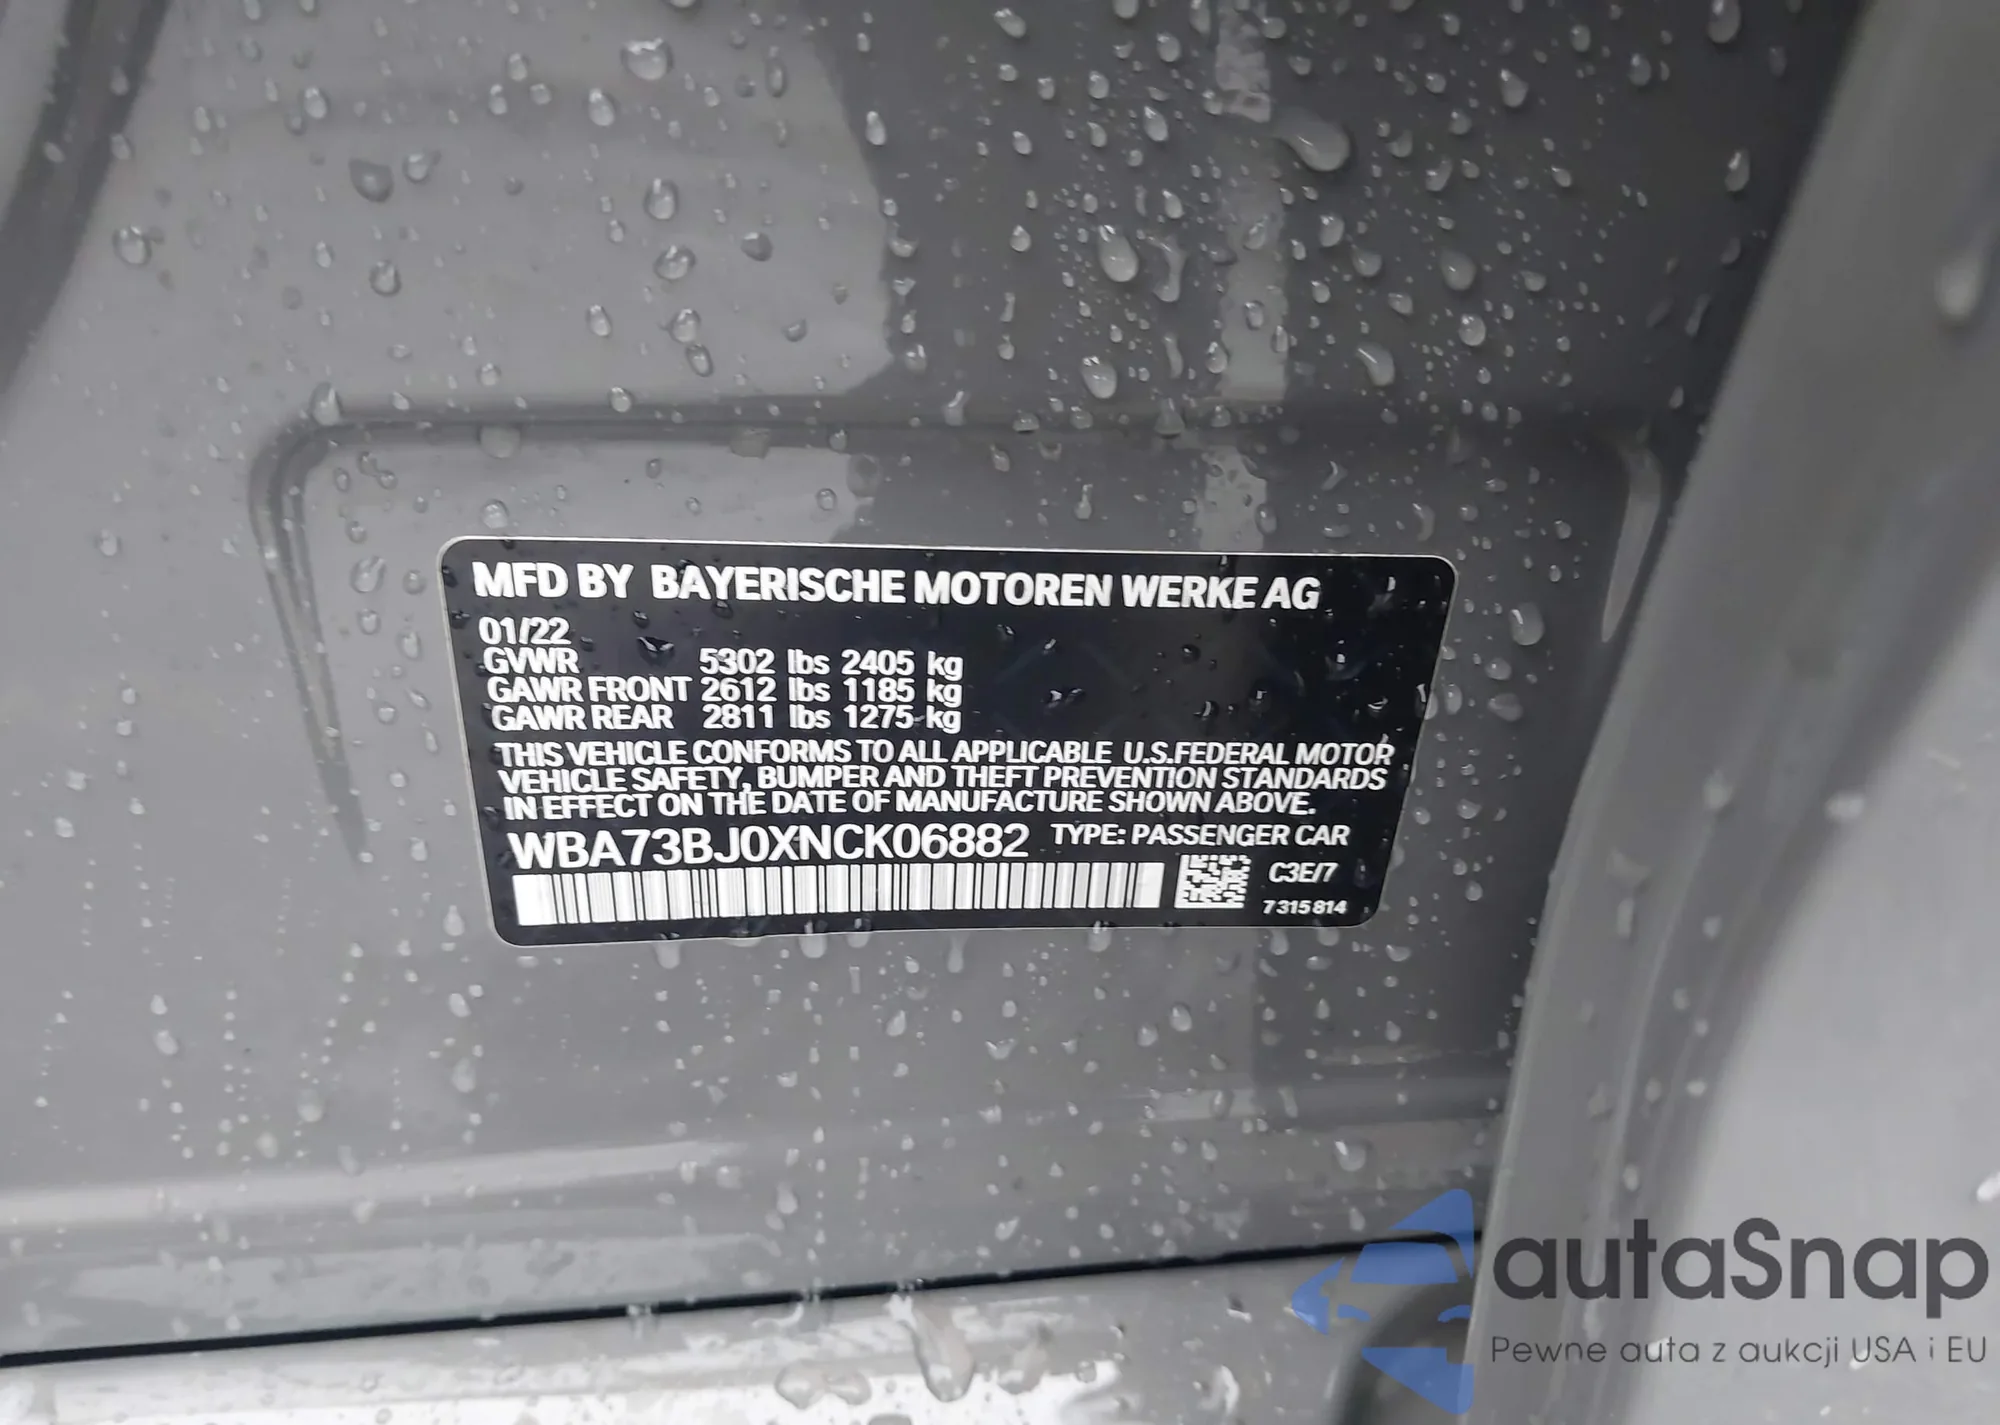 MFD BY BAYERISCHE MOTOREN WERKE AG
01/22
GVWR 5302 lbs 2405 kg
GAWR FRONT 2612 lbs 1185 kg
GAWR REAR 2811 lbs 1275 kg
THIS VEHICLE CONFORMS TO ALL APPLICABLE U.S.FEDERAL MOTOR
VEHICLE SAFETY, BUMPER AND THEFT PREVENTION STANDARDS
IN EFFECT ON THE DATE OF MANUFACTURE SHOWN ABOVE.
WBA73BJ0XNCK06882 TYPE: PASSENGER CAR
C3E/7
7 315 814
autaSnap
Pewne auta z aukcji USA i EU